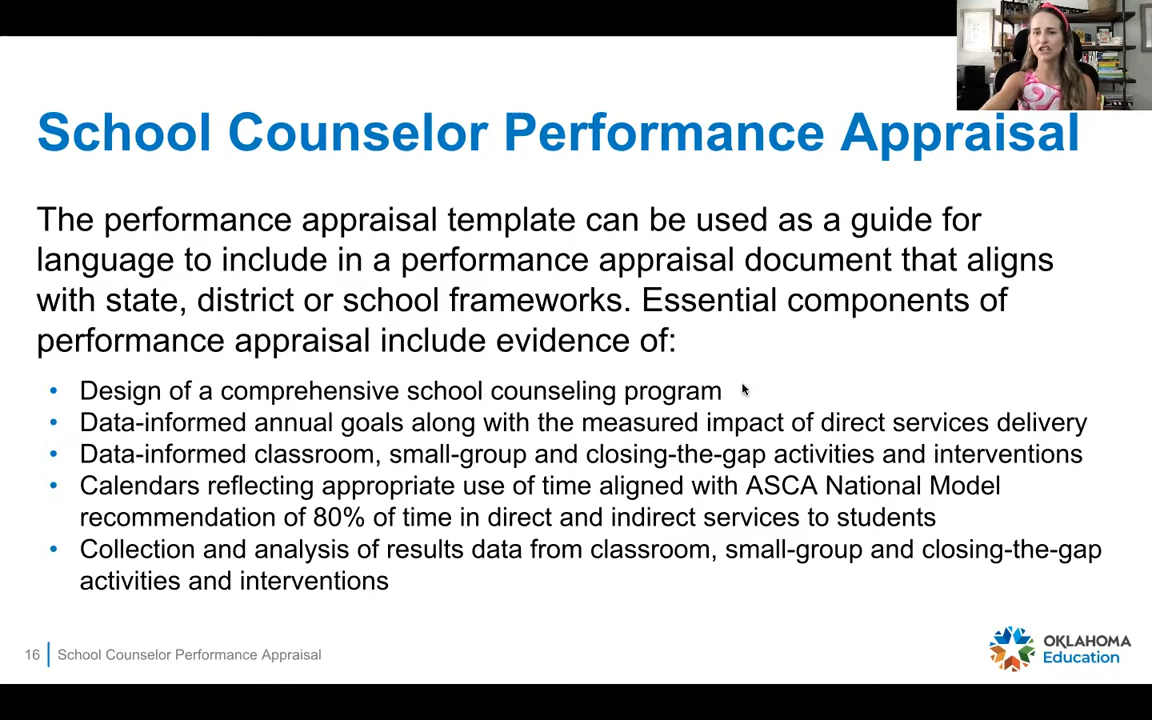 School Counselor Performance Appraisal
The performance appraisal template can be used as a guide for
language to include in a performance appraisal document that aligns
with state, district or school frameworks. Essential components of
performance appraisal include evidence of:
• Design of a comprehensive school counseling program
• Data-informed annual goals along with the measured impact of direct services delivery
• Data-informed classroom, small-group and closing-the-gap activities and interventions
• Calendars reflecting appropriate use of time aligned with ASCA National Model
recommendation of 80% of time in direct and indirect services to students
• Collection and analysis of results data from classroom, small-group and closing-the-gap
activities and interventions
16 School Counselor Performance Appraisal
OKLAHOMA
Education